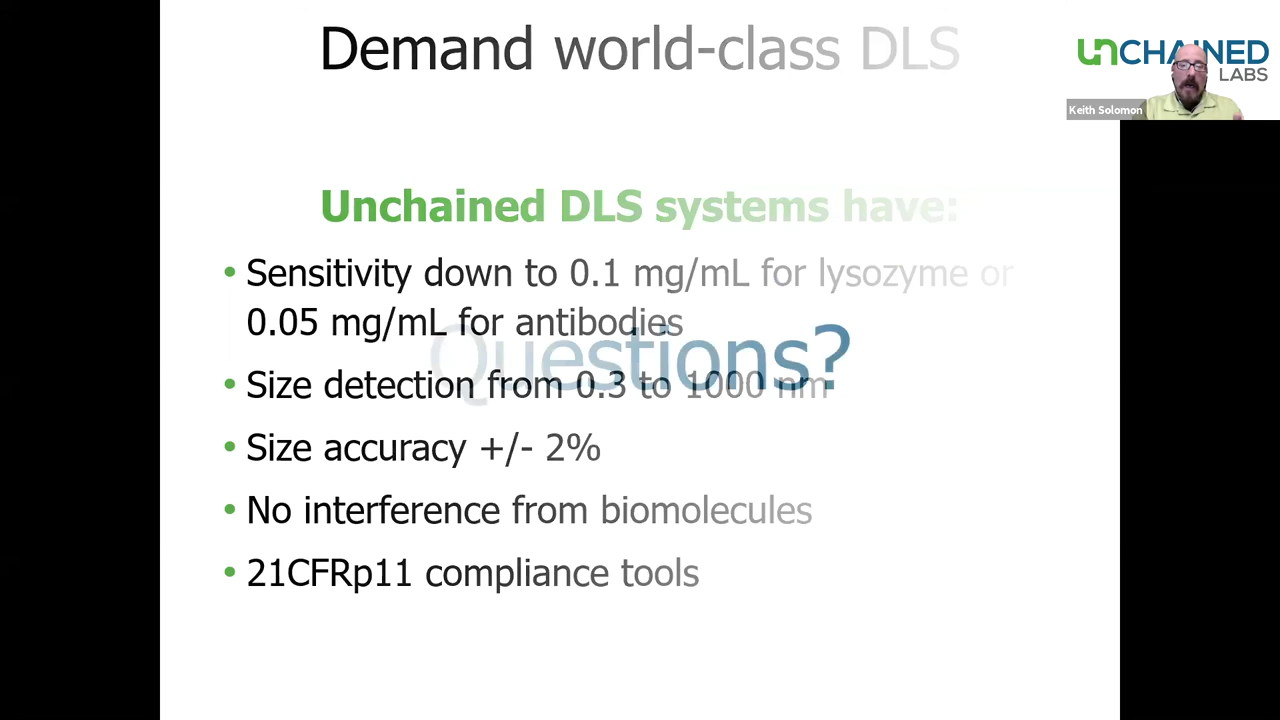 Demand world-class DLS
UNCHAINED
LABS
Keith Solomon
Unchained DLS systems have:
• Sensitivity down to 0.1 mg/mL for lysozyme or
0.05 mg/mL for antibodies
Questions?
• Size detection from 0.3 to 1000 nm
• Size accuracy +/- 2%
• No interference from biomolecules
• 21CFRp11 compliance tools